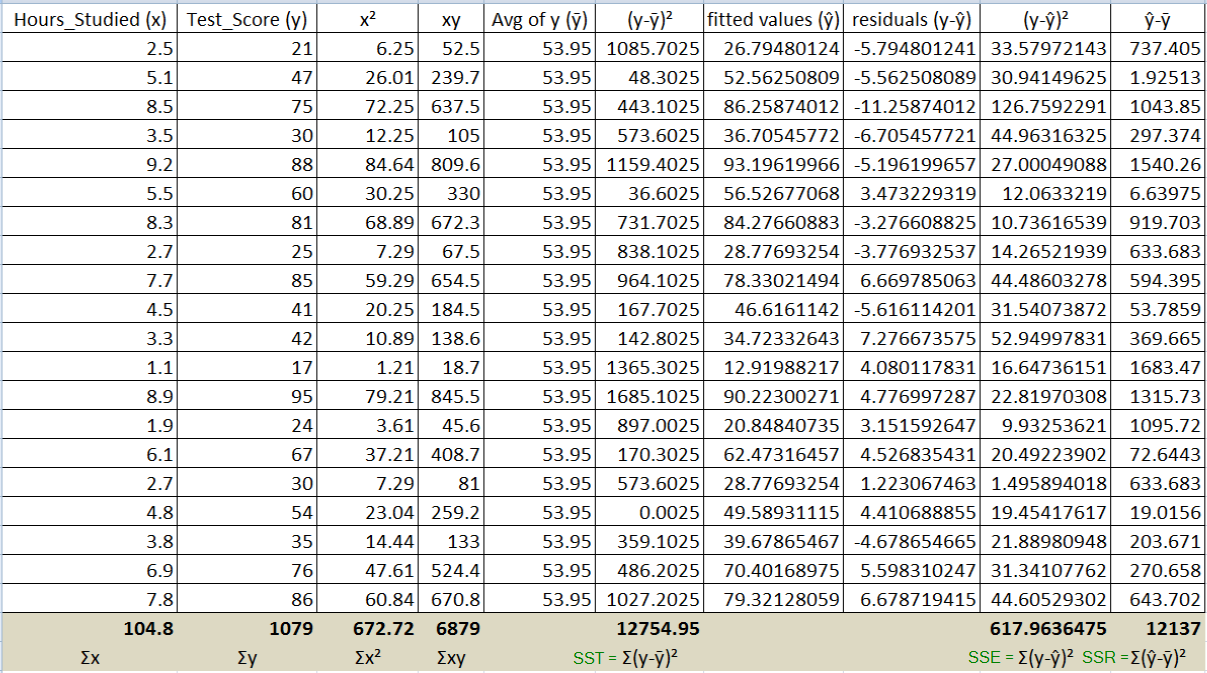 Hours_Studied (x) Test_Score (y) x² xy Avg of y (ȳ) (y-ȳ)² fitted values (ŷ) residuals (y-ŷ) (y-ŷ)² ŷ-ȳ
2.5 21 6.25 52.5 53.95 1085.7025 26.79480124 -5.794801241 33.57972143 737.405
5.1 47 26.01 239.7 53.95 48.3025 52.56250809 -5.562508089 30.94149625 1.92513
8.5 75 72.25 637.5 53.95 443.1025 86.25874012 -11.25874012 126.7592291 1043.85
3.5 30 12.25 105 53.95 573.6025 36.70545772 -6.705457721 44.96316325 297.374
9.2 88 84.64 809.6 53.95 1159.4025 93.19619966 -5.196199657 27.00049088 1540.26
5.5 60 30.25 330 53.95 36.6025 56.52677068 3.473229319 12.0633219 6.63975
8.3 81 68.89 672.3 53.95 731.7025 84.27660883 -3.276608825 10.73616539 919.703
2.7 25 7.29 67.5 53.95 838.1025 28.77693254 -3.776932537 14.26521939 633.683
7.7 85 59.29 654.5 53.95 964.1025 78.33021494 6.669785063 44.48603278 594.395
4.5 41 20.25 184.5 53.95 167.7025 46.6161142 -5.616114201 31.54073872 53.7859
3.3 42 10.89 138.6 53.95 142.8025 34.72332643 7.276673575 52.94997831 369.665
1.1 17 1.21 18.7 53.95 1365.3025 12.91988217 4.080117831 16.64736151 1683.47
8.9 95 79.21 845.5 53.95 1685.1025 90.22300271 4.776997287 22.81970308 1315.73
1.9 24 3.61 45.6 53.95 897.0025 20.84840735 3.151592647 9.93253621 1095.72
6.1 67 37.21 408.7 53.95 170.3025 62.47316457 4.526835431 20.49223902 72.6443
2.7 30 7.29 81 53.95 573.6025 28.77693254 1.223067463 1.495894018 633.683
4.8 54 23.04 259.2 53.95 0.0025 49.58931115 4.410688855 19.45417617 19.0156
3.8 35 14.44 133 53.95 359.1025 39.67865467 -4.678654665 21.88980948 203.671
6.9 76 47.61 524.4 53.95 486.2025 70.40168975 5.598310247 31.34107762 270.658
7.8 86 60.84 670.8 53.95 1027.2025 79.32128059 6.678719415 44.60529302 643.702
104.8 1079 672.72 6879 12754.95 617.9636475 12137
Σx Σy Σx² Σxy SST = Σ(y-ȳ)² SSE = Σ(y-ŷ)² SSR =Σ(ŷ-ȳ)²